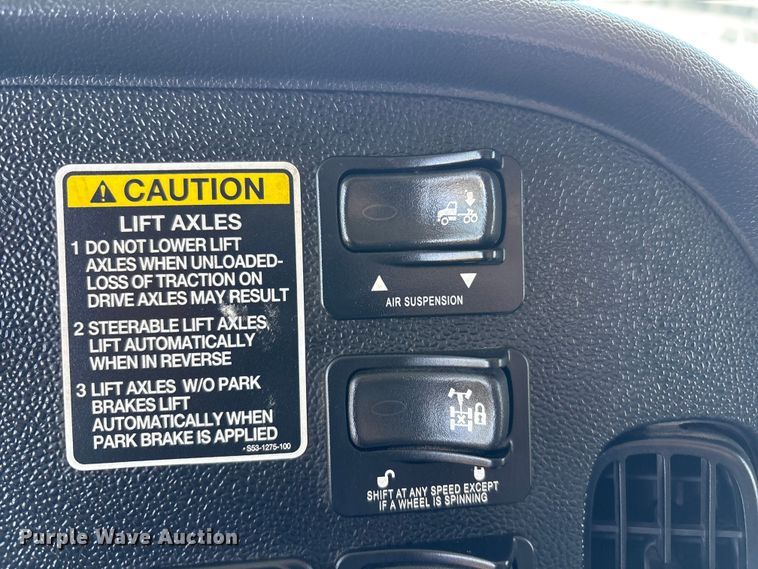 CAUTION
LIFT AXLES
1 DO NOT LOWER LIFT
AXLES WHEN UNLOADED-
LOSS OF TRACTION ON
DRIVE AXLES MAY RESULT
2 STEERABLE LIFT AXLES
LIFT AUTOMATICALLY
WHEN IN REVERSE
3 LIFT AXLES W/O PARK
BRAKES LIFT
AUTOMATICALLY WHEN
PARK BRAKE IS APPLIED
S53-1275-100
AIR SUSPENSION
SHIFT AT ANY SPEED EXCEPT
IF A WHEEL IS SPINNING
Purple Wave Auction